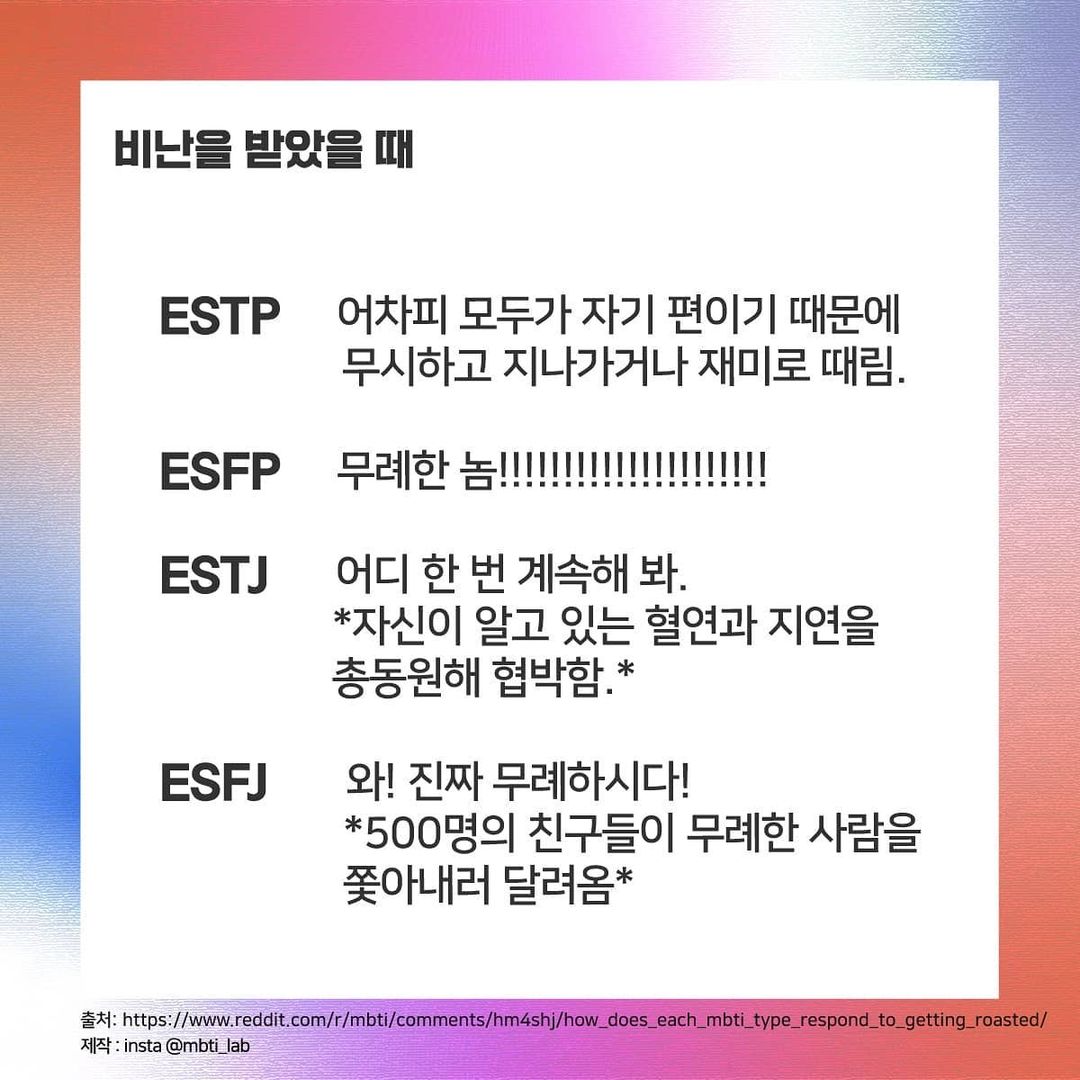 비난을 받았을 때
ESTP 어차피 모두가 자기 편이기 때문에
무시하고 지나가거나 재미로 때림.
ESFP 무례한 놈!!!!!!!!!!!!!!!!!!!!!
ESTJ 어디 한 번 계속해 봐.
*자신이 알고 있는 혈연과 지연을
총동원해 협박함.*
ESFJ 와! 진짜 무례하시다!
*500명의 친구들이 무례한 사람을
쫓아내러 달려옴*
출처: https://www.reddit.com/r/mbti/comments/hm4shj/how_does_each_mbti_type_respond_to_getting_roasted/
제작 : insta @mbti_lab